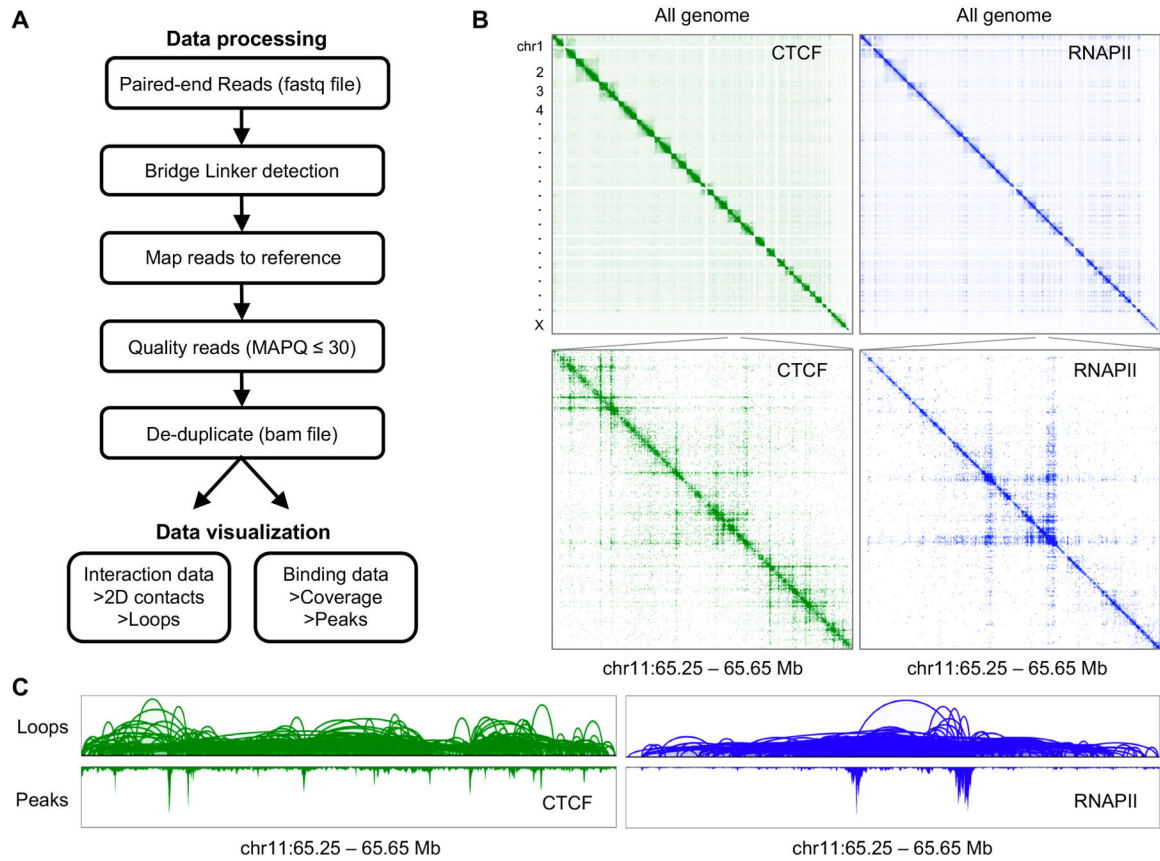 A
Data processing
Paired-end Reads (fastq file)
Bridge Linker detection
Map reads to reference
Quality reads (MAPQ ≤ 30)
De-duplicate (bam file)
Data visualization
Interaction data
>2D contacts
>Loops
Binding data
>Coverage
>Peaks
B
All genome
All genome
chr1
2
3
4
.
.
.
.
.
.
.
.
.
.
X
CTCF
RNAPII
CTCF
RNAPII
chr11:65.25 – 65.65 Mb
chr11:65.25 – 65.65 Mb
C
Loops
Peaks
CTCF
RNAPII
chr11:65.25 – 65.65 Mb
chr11:65.25 – 65.65 Mb